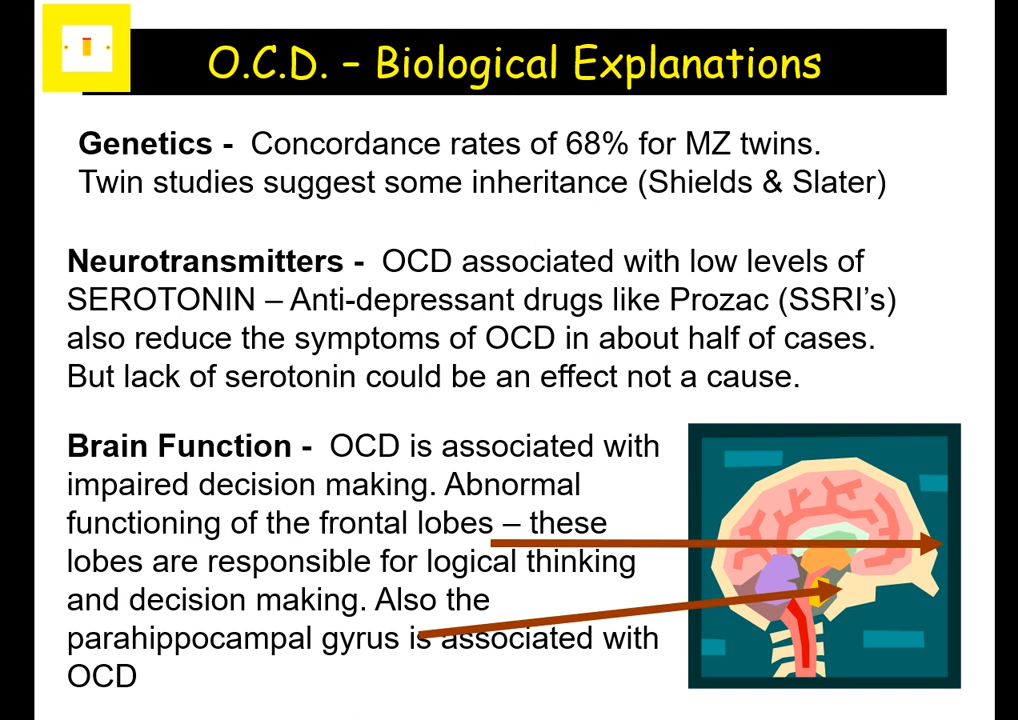 O.C.D. – Biological Explanations
Genetics - Concordance rates of 68% for MZ twins.
Twin studies suggest some inheritance (Shields & Slater)
Neurotransmitters - OCD associated with low levels of
SEROTONIN – Anti-depressant drugs like Prozac (SSRI’s)
also reduce the symptoms of OCD in about half of cases.
But lack of serotonin could be an effect not a cause.
Brain Function - OCD is associated with
impaired decision making. Abnormal
functioning of the frontal lobes – these
lobes are responsible for logical thinking
and decision making. Also the
parahippocampal gyrus is associated with
OCD